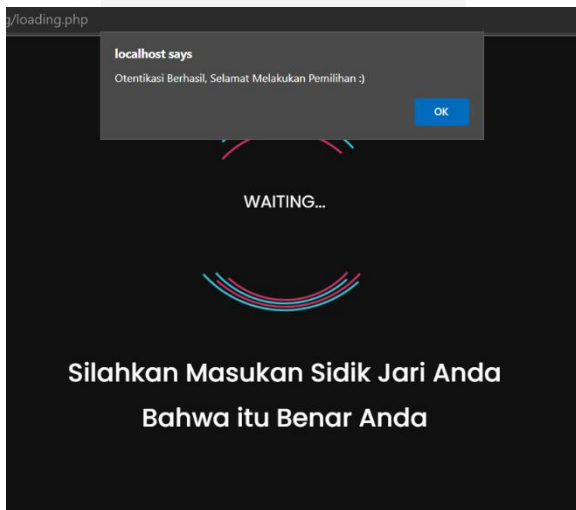 g/loading.php
localhost says
Otentikasi Berhasil, Selamat Melakukan Pemilihan :)
OK
WAITING...
Silahkan Masukan Sidik Jari Anda
Bahwa itu Benar Anda